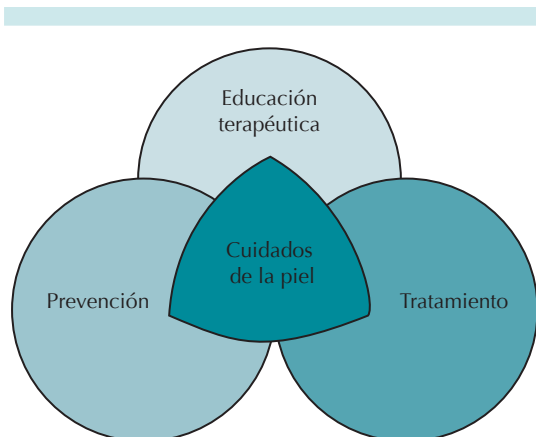 Educación
terapéutica
Cuidados
de la piel
Prevención
Tratamiento